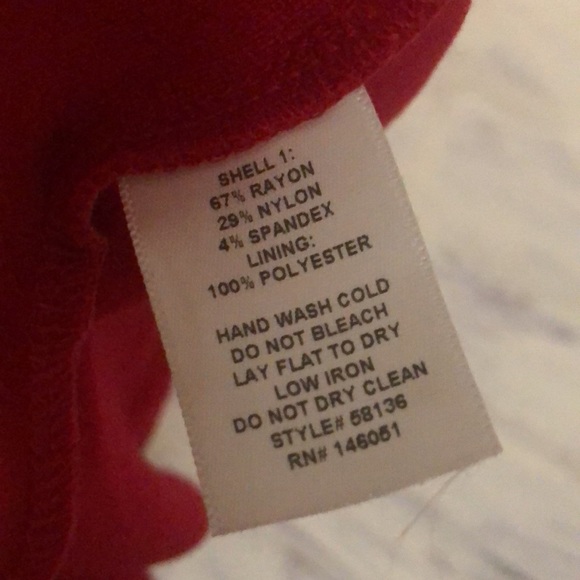 SHELL 1:
67% RAYON
29% NYLON
4% SPANDEX
LINING:
100% POLYESTER
HAND WASH COLD
DO NOT BLEACH
LAY FLAT TO DRY
LOW IRON
DO NOT DRY CLEAN
STYLE# 58136
RN# 146051